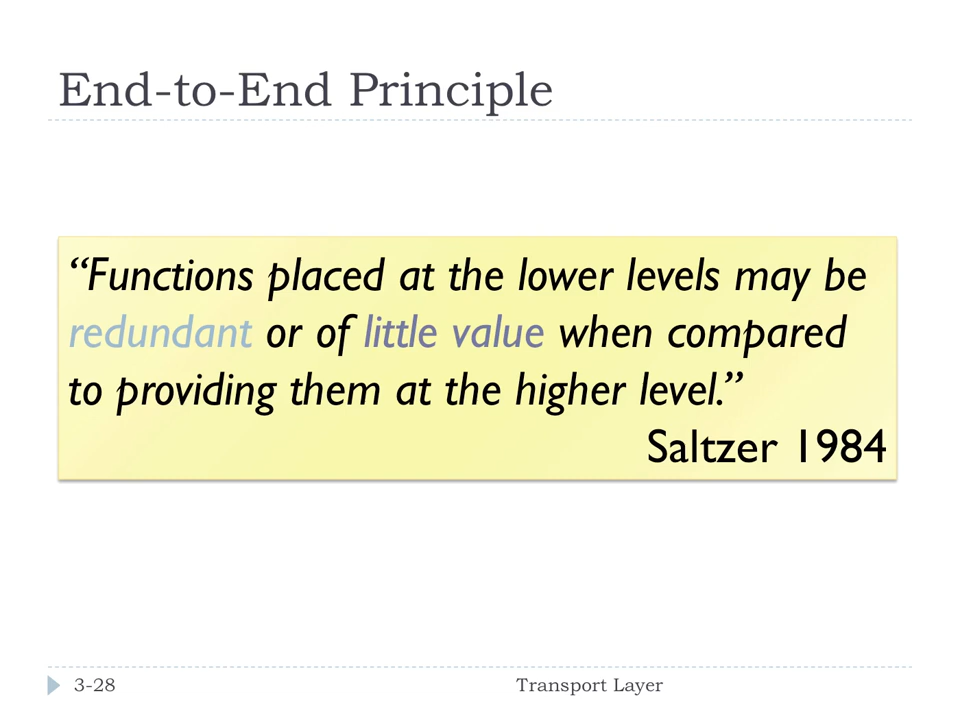 End-to-End Principle
“Functions placed at the lower levels may be
redundant or of little value when compared
to providing them at the higher level.”
Saltzer 1984
3-28
Transport Layer